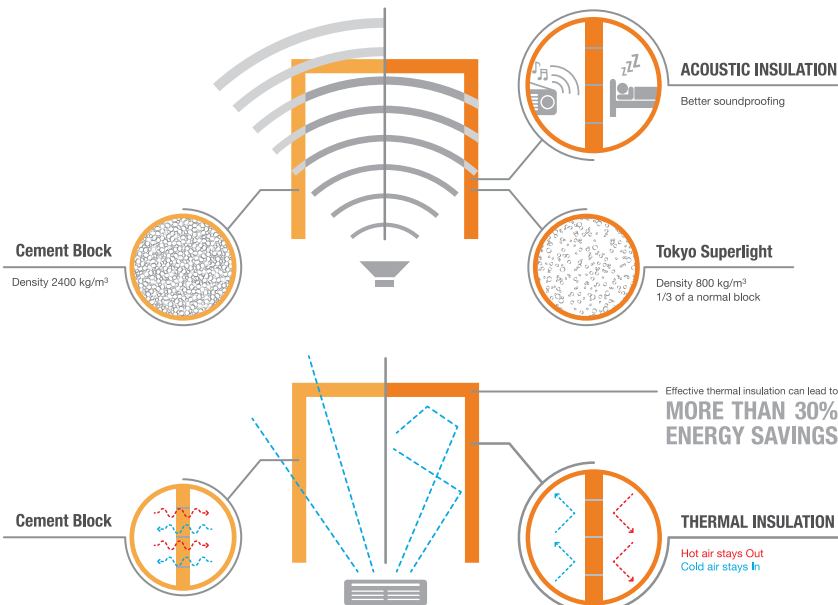 ACOUSTIC INSULATION
Better soundproofing
zzZ
Cement Block
Density 2400 kg/m³
Tokyo Superlight
Density 800 kg/m³
1/3 of a normal block
Effective thermal insulation can lead to
MORE THAN 30%
ENERGY SAVINGS
Cement Block
THERMAL INSULATION
Hot air stays Out
Cold air stays In